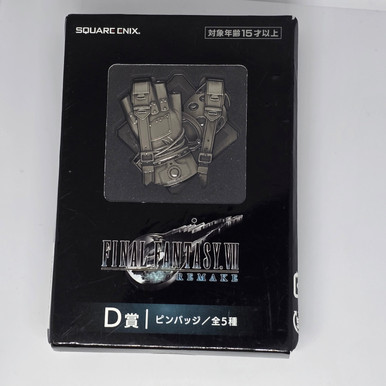 SQUARE ENIX.
対象年齢15才以上
FINAL FANTASY VII
REMAKE
D賞 ピンバッジ/全5種